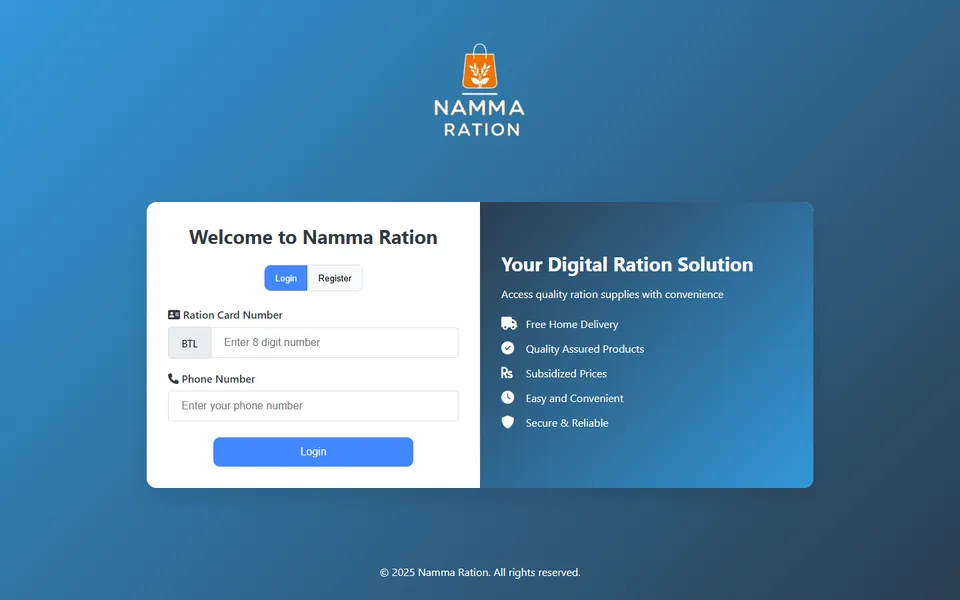 NAMMA
RATION
Welcome to Namma Ration
Login Register
Ration Card Number
BTL Enter 8 digit number
Phone Number
Enter your phone number
Login
Your Digital Ration Solution
Access quality ration supplies with convenience
Free Home Delivery
Quality Assured Products
Rs Subsidized Prices
Easy and Convenient
Secure & Reliable
© 2025 Namma Ration. All rights reserved.